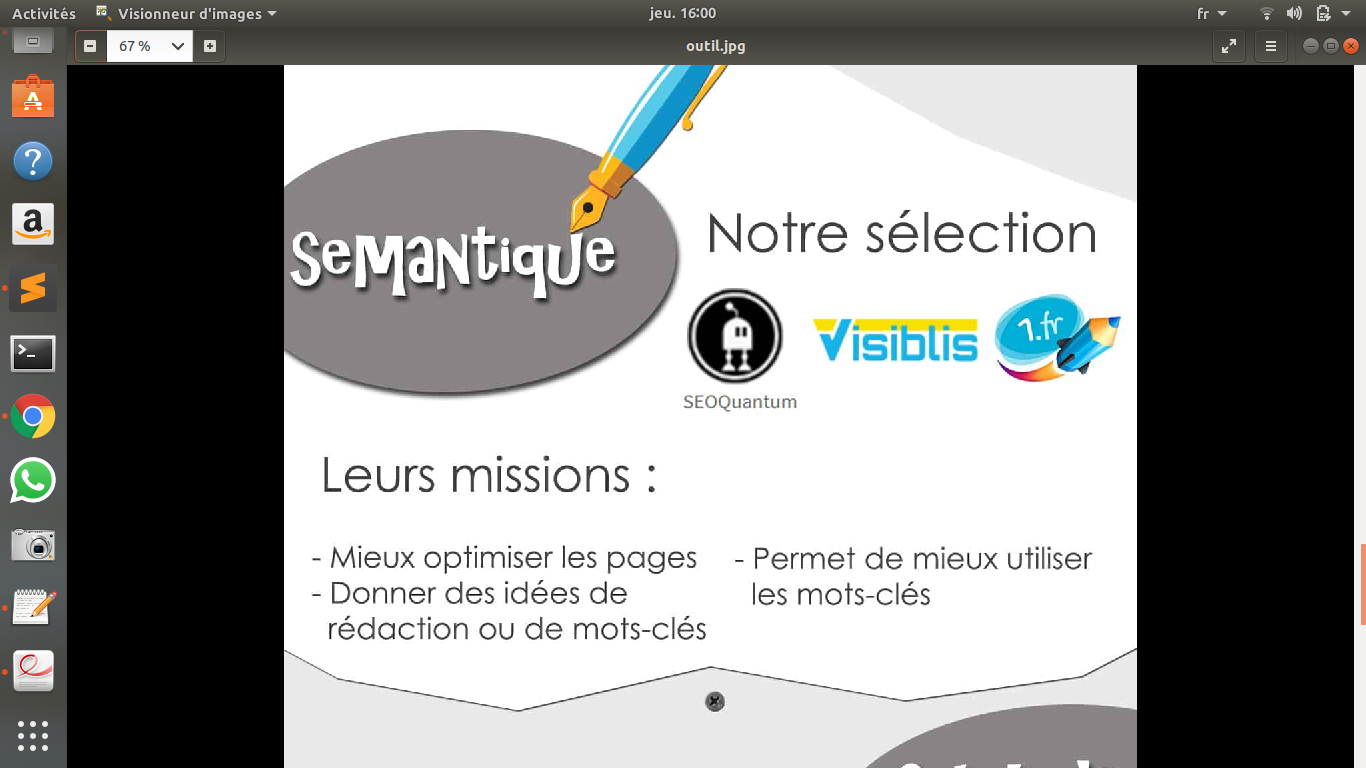 Activités
Visionneur d'images
jeu. 16:00
fr
67 %
outil.jpg
SeMaNtiqUe
Notre sélection
Visiblis
1.fr
SEOQuantum
Leurs missions :
- Mieux optimiser les pages
- Donner des idées de
rédaction ou de mots-clés
- Permet de mieux utiliser
les mots-clés